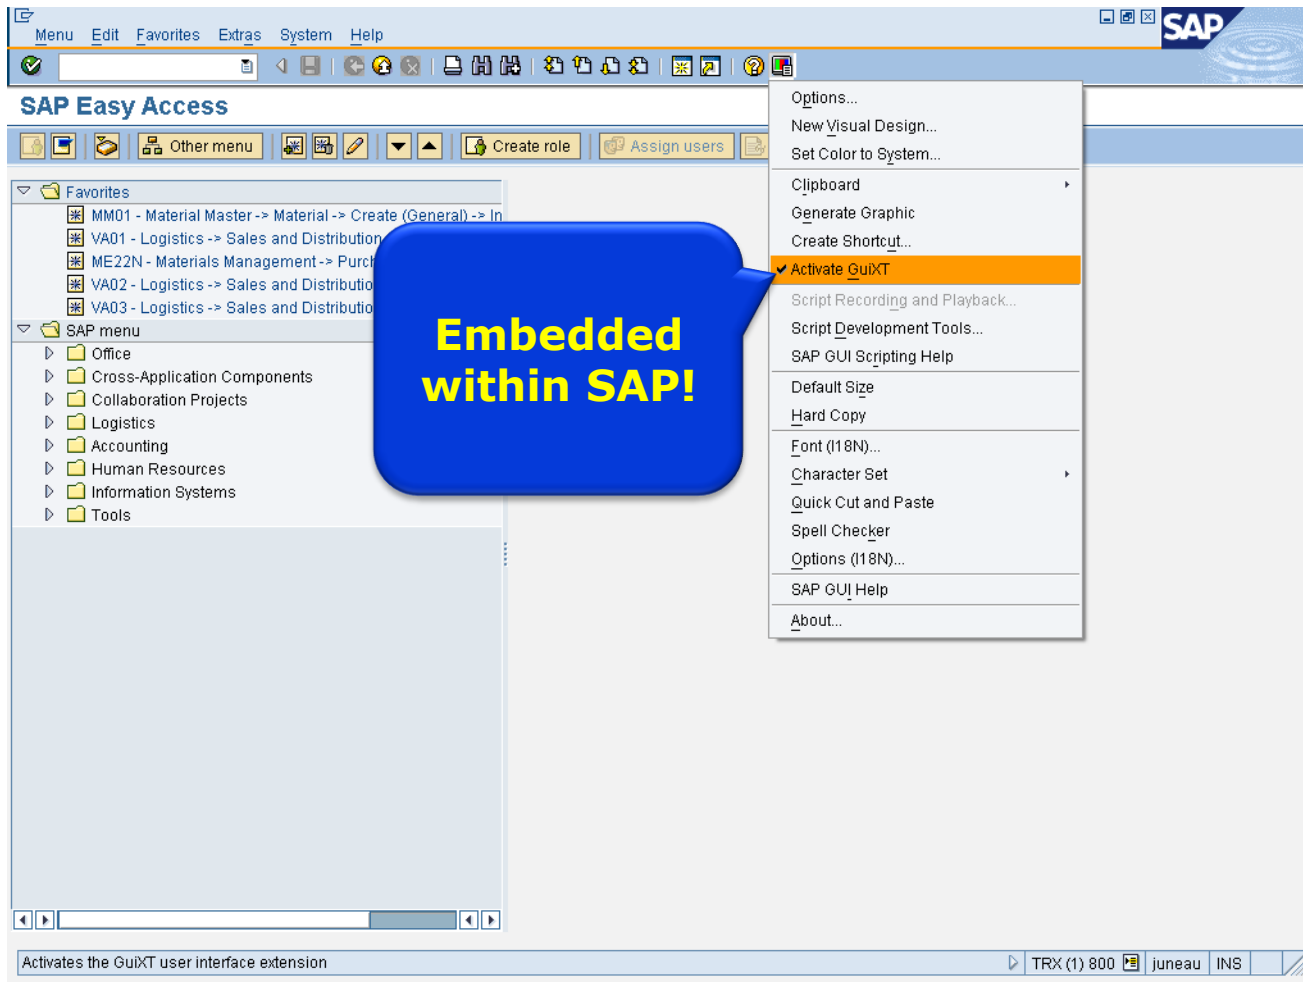 Menu Edit Favorites Extras System Help
SAP
SAP Easy Access
Other menu Create role Assign users
Favorites
MM01 - Material Master -> Material -> Create (General) -> In
VA01 - Logistics -> Sales and Distribution
ME22N - Materials Management -> Purch
VA02 - Logistics -> Sales and Distributio
VA03 - Logistics -> Sales and Distributio
SAP menu
Office
Cross-Application Components
Collaboration Projects
Logistics
Accounting
Human Resources
Information Systems
Tools
Embedded
within SAP!
Options...
New Visual Design...
Set Color to System...
Clipboard
Generate Graphic
Create Shortcut...
Activate GuiXT
Script Recording and Playback...
Script Development Tools...
SAP GUI Scripting Help
Default Size
Hard Copy
Font (I18N)...
Character Set
Quick Cut and Paste
Spell Checker
Options (I18N)...
SAP GUI Help
About...
Activates the GuiXT user interface extension
TRX (1) 800 juneau INS